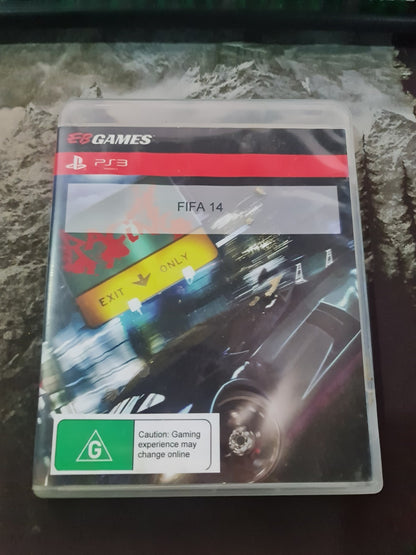 EB GAMES
PS3
FIFA 14
EXIT ONLY
G
Caution: Gaming
experience may
change online